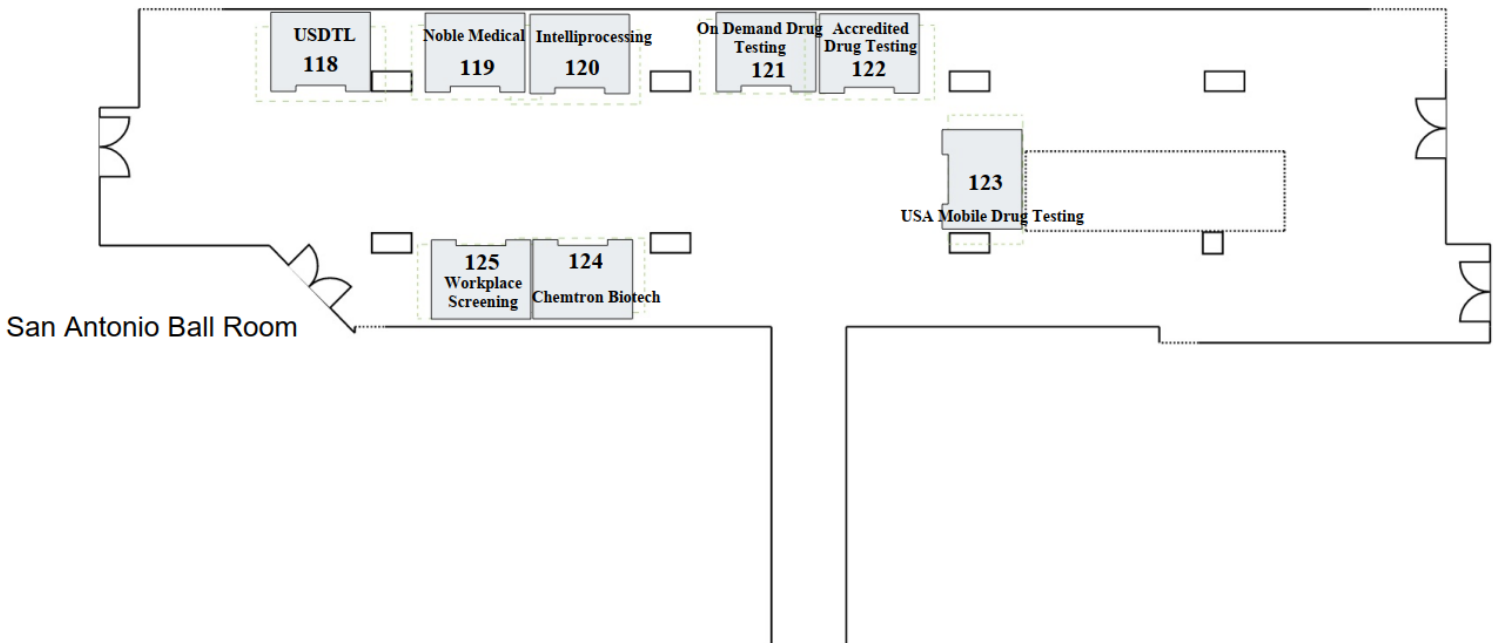 USDTL
118
Noble Medical
119
Intelliprocessing
120
On Demand Drug
Testing
121
Accredited
Drug Testing
122
123
USA Mobile Drug Testing
125
Workplace
Screening
124
Chemtron Biotech
San Antonio Ball Room